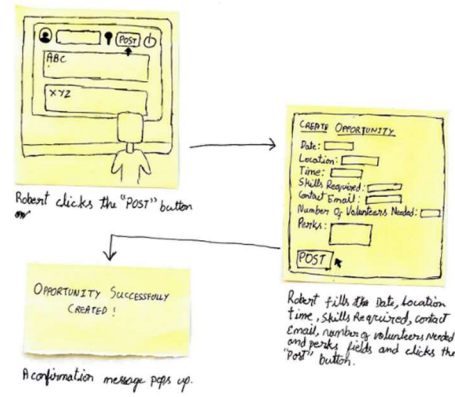 POST
ABC
XYZ
Robert clicks the "POST" button
CREATE OPPORTUNITY
Date:
Location:
Time:
Skills Required:
Contact Email:
Number Of Volunteers Needed:
Perks:
POST
Robert fills the Date, Location
time, Skills Required, contact
Email, number of volunteers Needed
and perks fields and clicks the
"Post" button.
OPPORTUNITY SUCCESSFULLY
CREATED!
A confirmation message pops up.